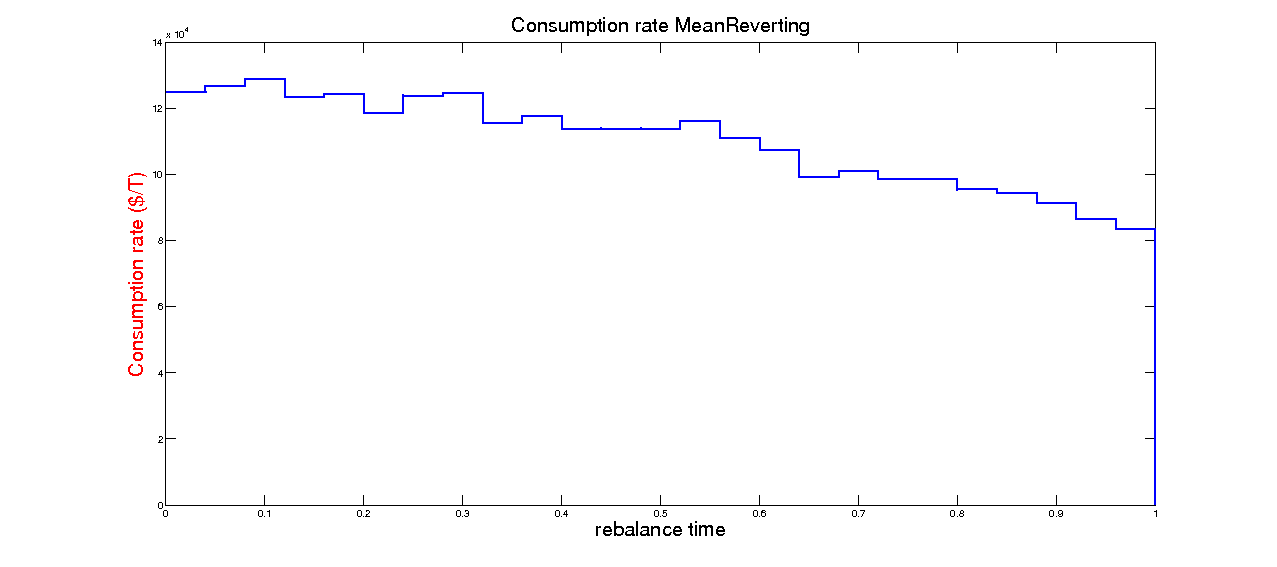 Consumption rate MeanReverting
x 10^4
14
12
10
8
6
4
2
0
Consumption rate ($/T)
0 0.1 0.2 0.3 0.4 0.5 0.6 0.7 0.8 0.9 1
rebalance time